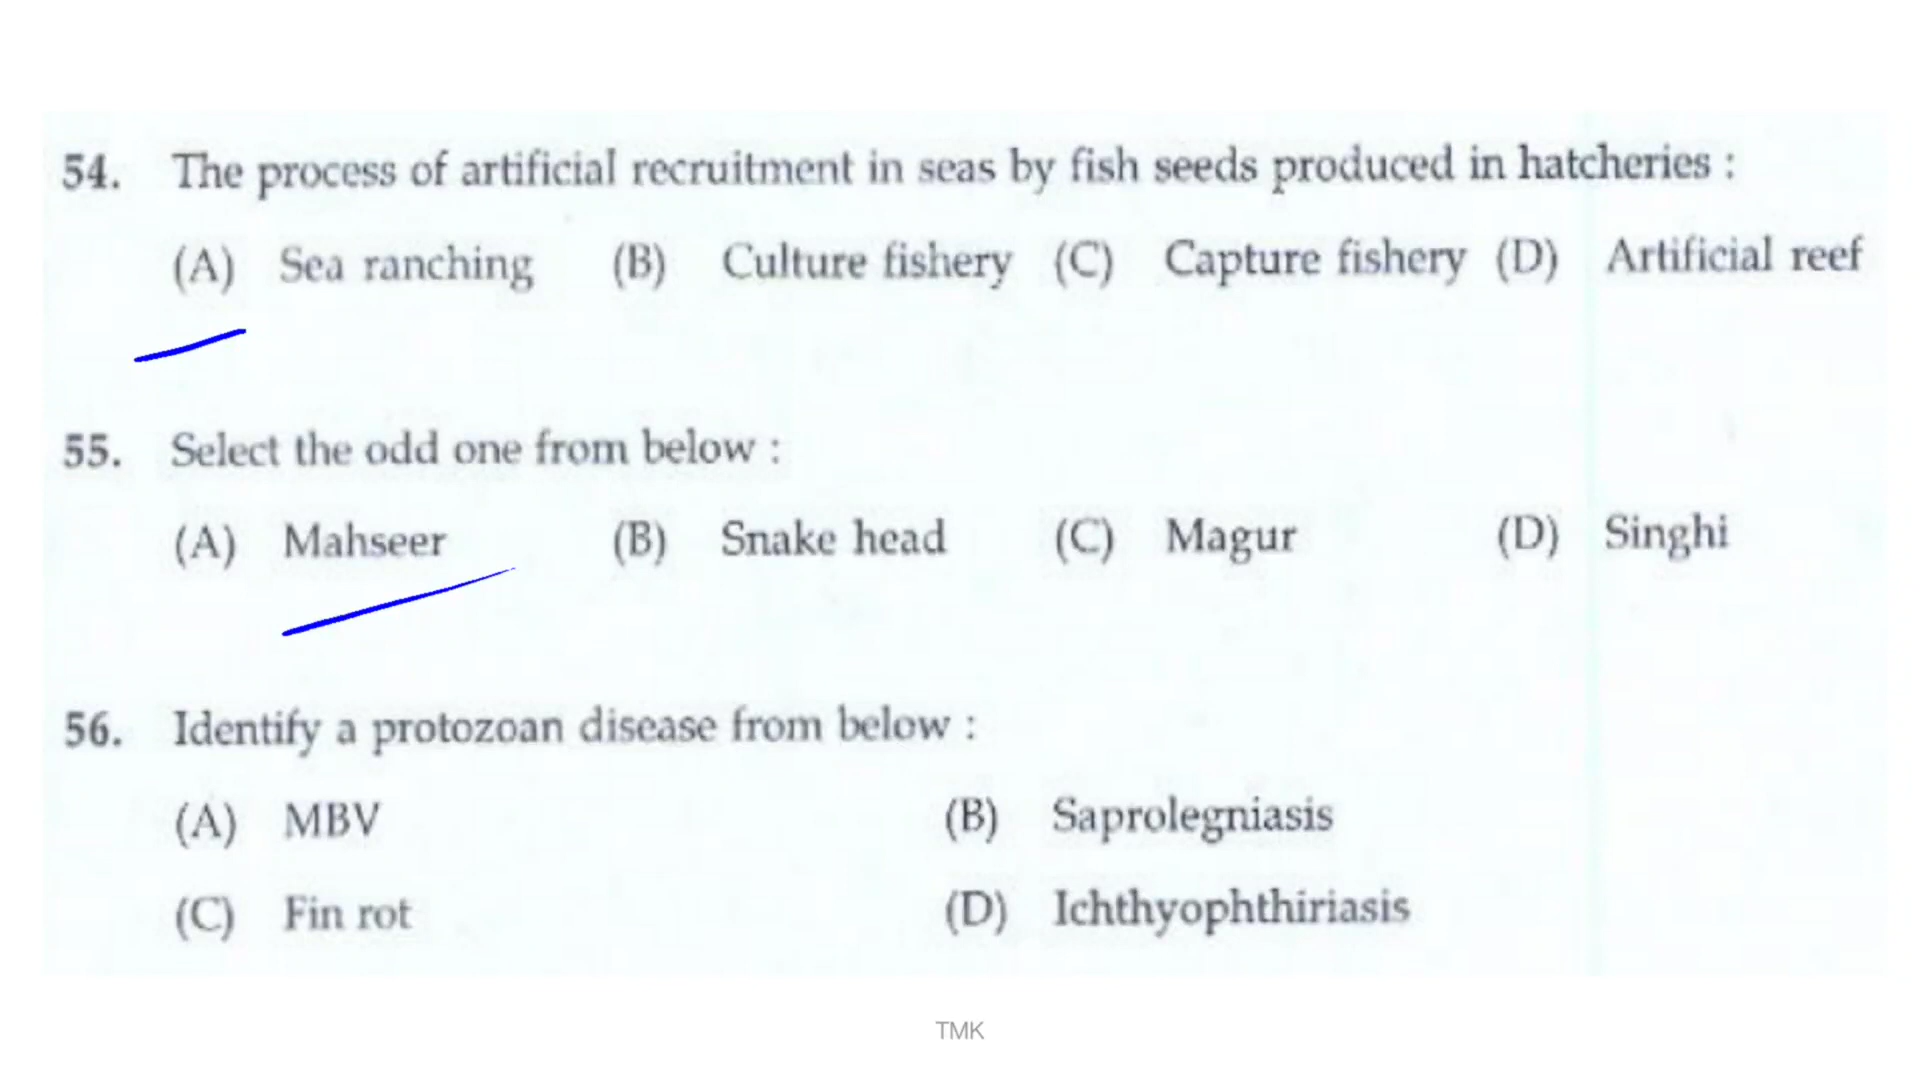 54. The process of artificial recruitment in seas by fish seeds produced in hatcheries :
(A) Sea ranching (B) Culture fishery (C) Capture fishery (D) Artificial reef
55. Select the odd one from below :
(A) Mahseer (B) Snake head (C) Magur (D) Singhi
56. Identify a protozoan disease from below :
(A) MBV (B) Saprolegniasis
(C) Fin rot (D) Ichthyophthiriasis
TMK